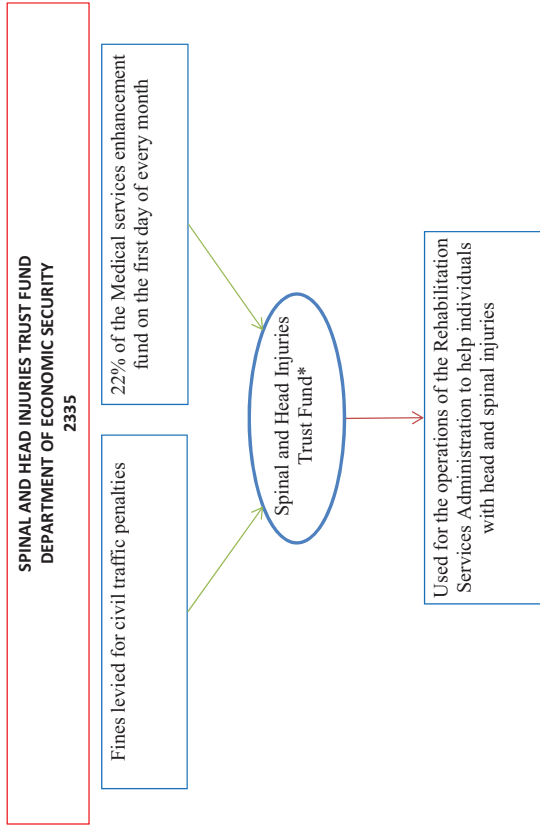 SPINAL AND HEAD INJURIES TRUST FUND
DEPARTMENT OF ECONOMIC SECURITY
2335
Fines levied for civil traffic penalties
22% of the Medical services enhancement
fund on the first day of every month
Spinal and Head Injuries
Trust Fund*
Used for the operations of the Rehabilitation
Services Administration to help individuals
with head and spinal injuries